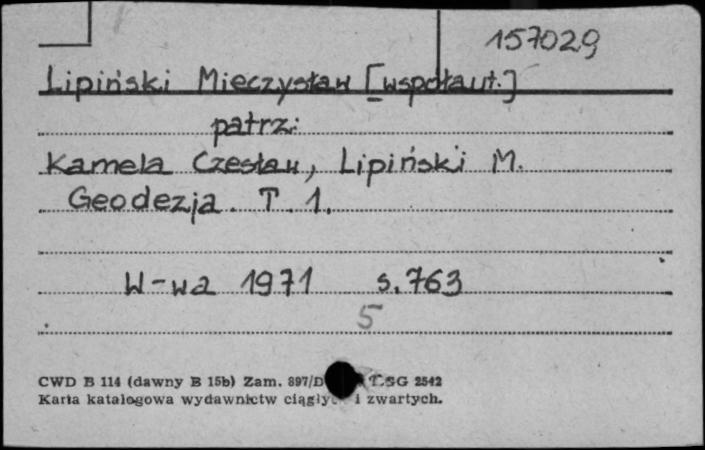 157029
Lipiński Mieczysław [współaut.]
patrz:
Kamela Czesław, Lipiński M.
Geodezja. T. 1.
W-wa 1971 s. 763
5
CWD B 114 (dawny B 15b) Zam. 897/D T.SG 2542
Karta katalogowa wydawnictw i zwartych.